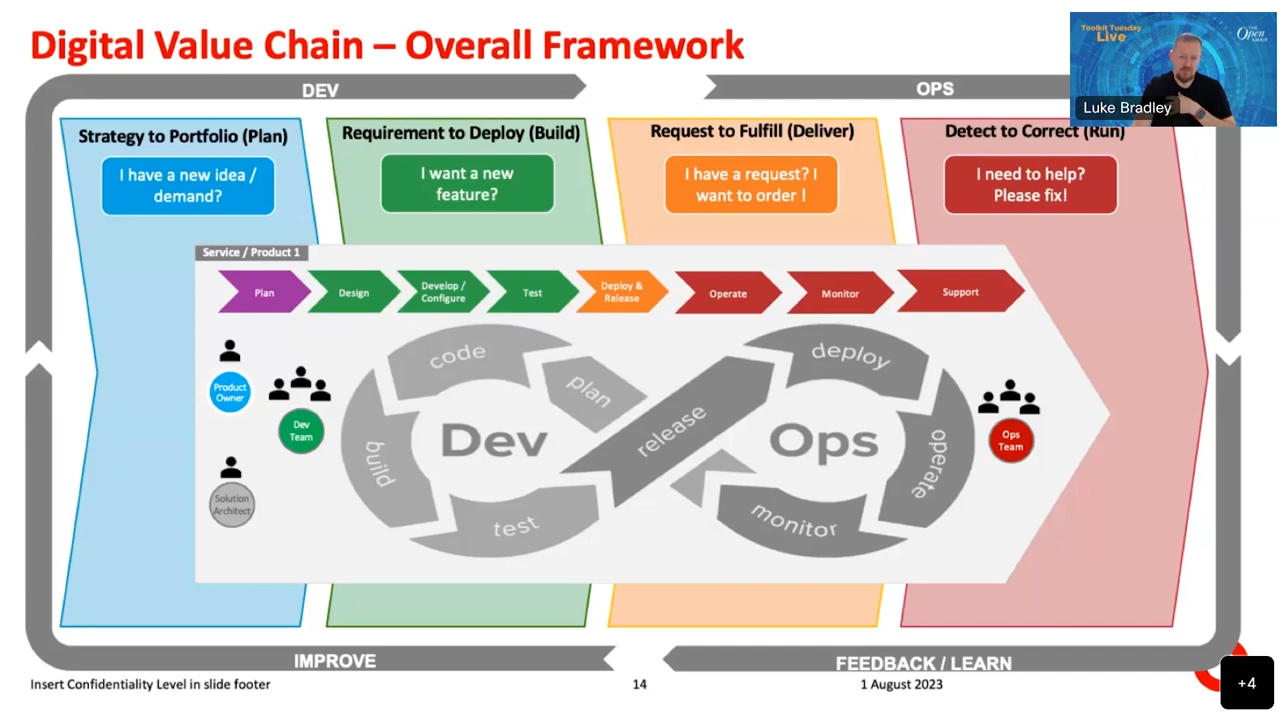 Digital Value Chain – Overall Framework
Toolkit Tuesday
Live
THE
Open
GROUP
Luke Bradley
DEV
OPS
Strategy to Portfolio (Plan)
I have a new idea /
demand?
Requirement to Deploy (Build)
I want a new
feature?
Request to Fulfill (Deliver)
I have a request? I
want to order !
Detect to Correct (Run)
I need to help?
Please fix!
Service / Product 1
Plan
Design
Develop /
Configure
Test
Deploy &
Release
Operate
Monitor
Support
Product
Owner
Dev
Team
Solution
Architect
code
plan
build
Dev
test
release
deploy
Ops
operate
monitor
Ops
Team
IMPROVE
FEEDBACK / LEARN
Insert Confidentiality Level in slide footer
14
1 August 2023
+4